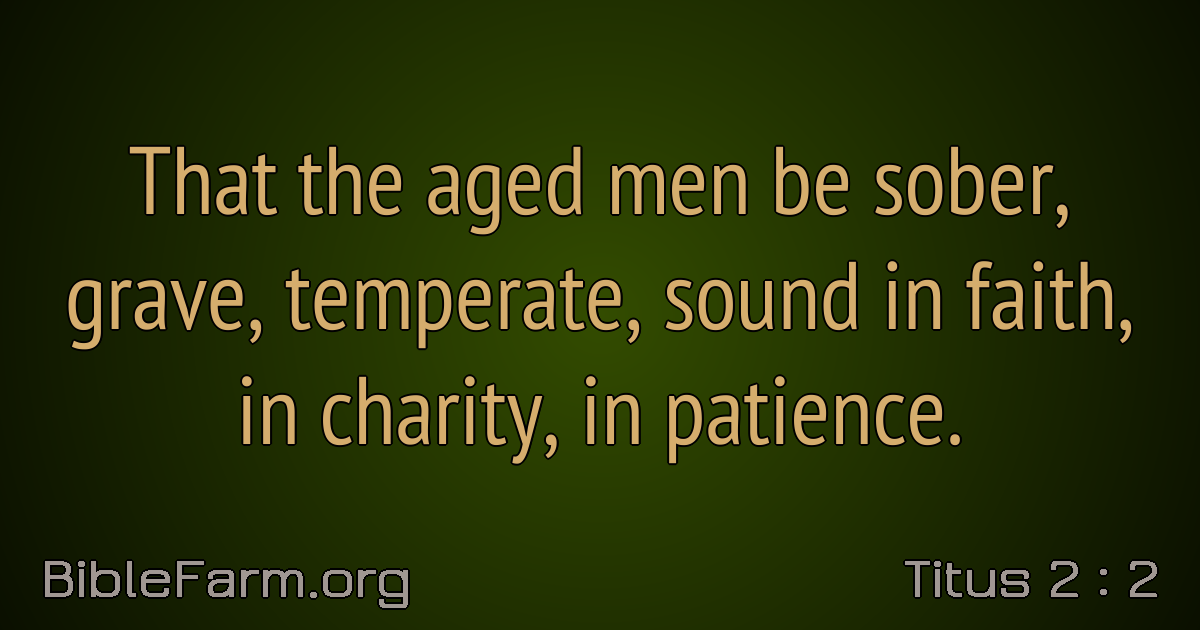 That the aged men be sober,
grave, temperate, sound in faith,
in charity, in patience.
BibleFarm.org
Titus 2 : 2